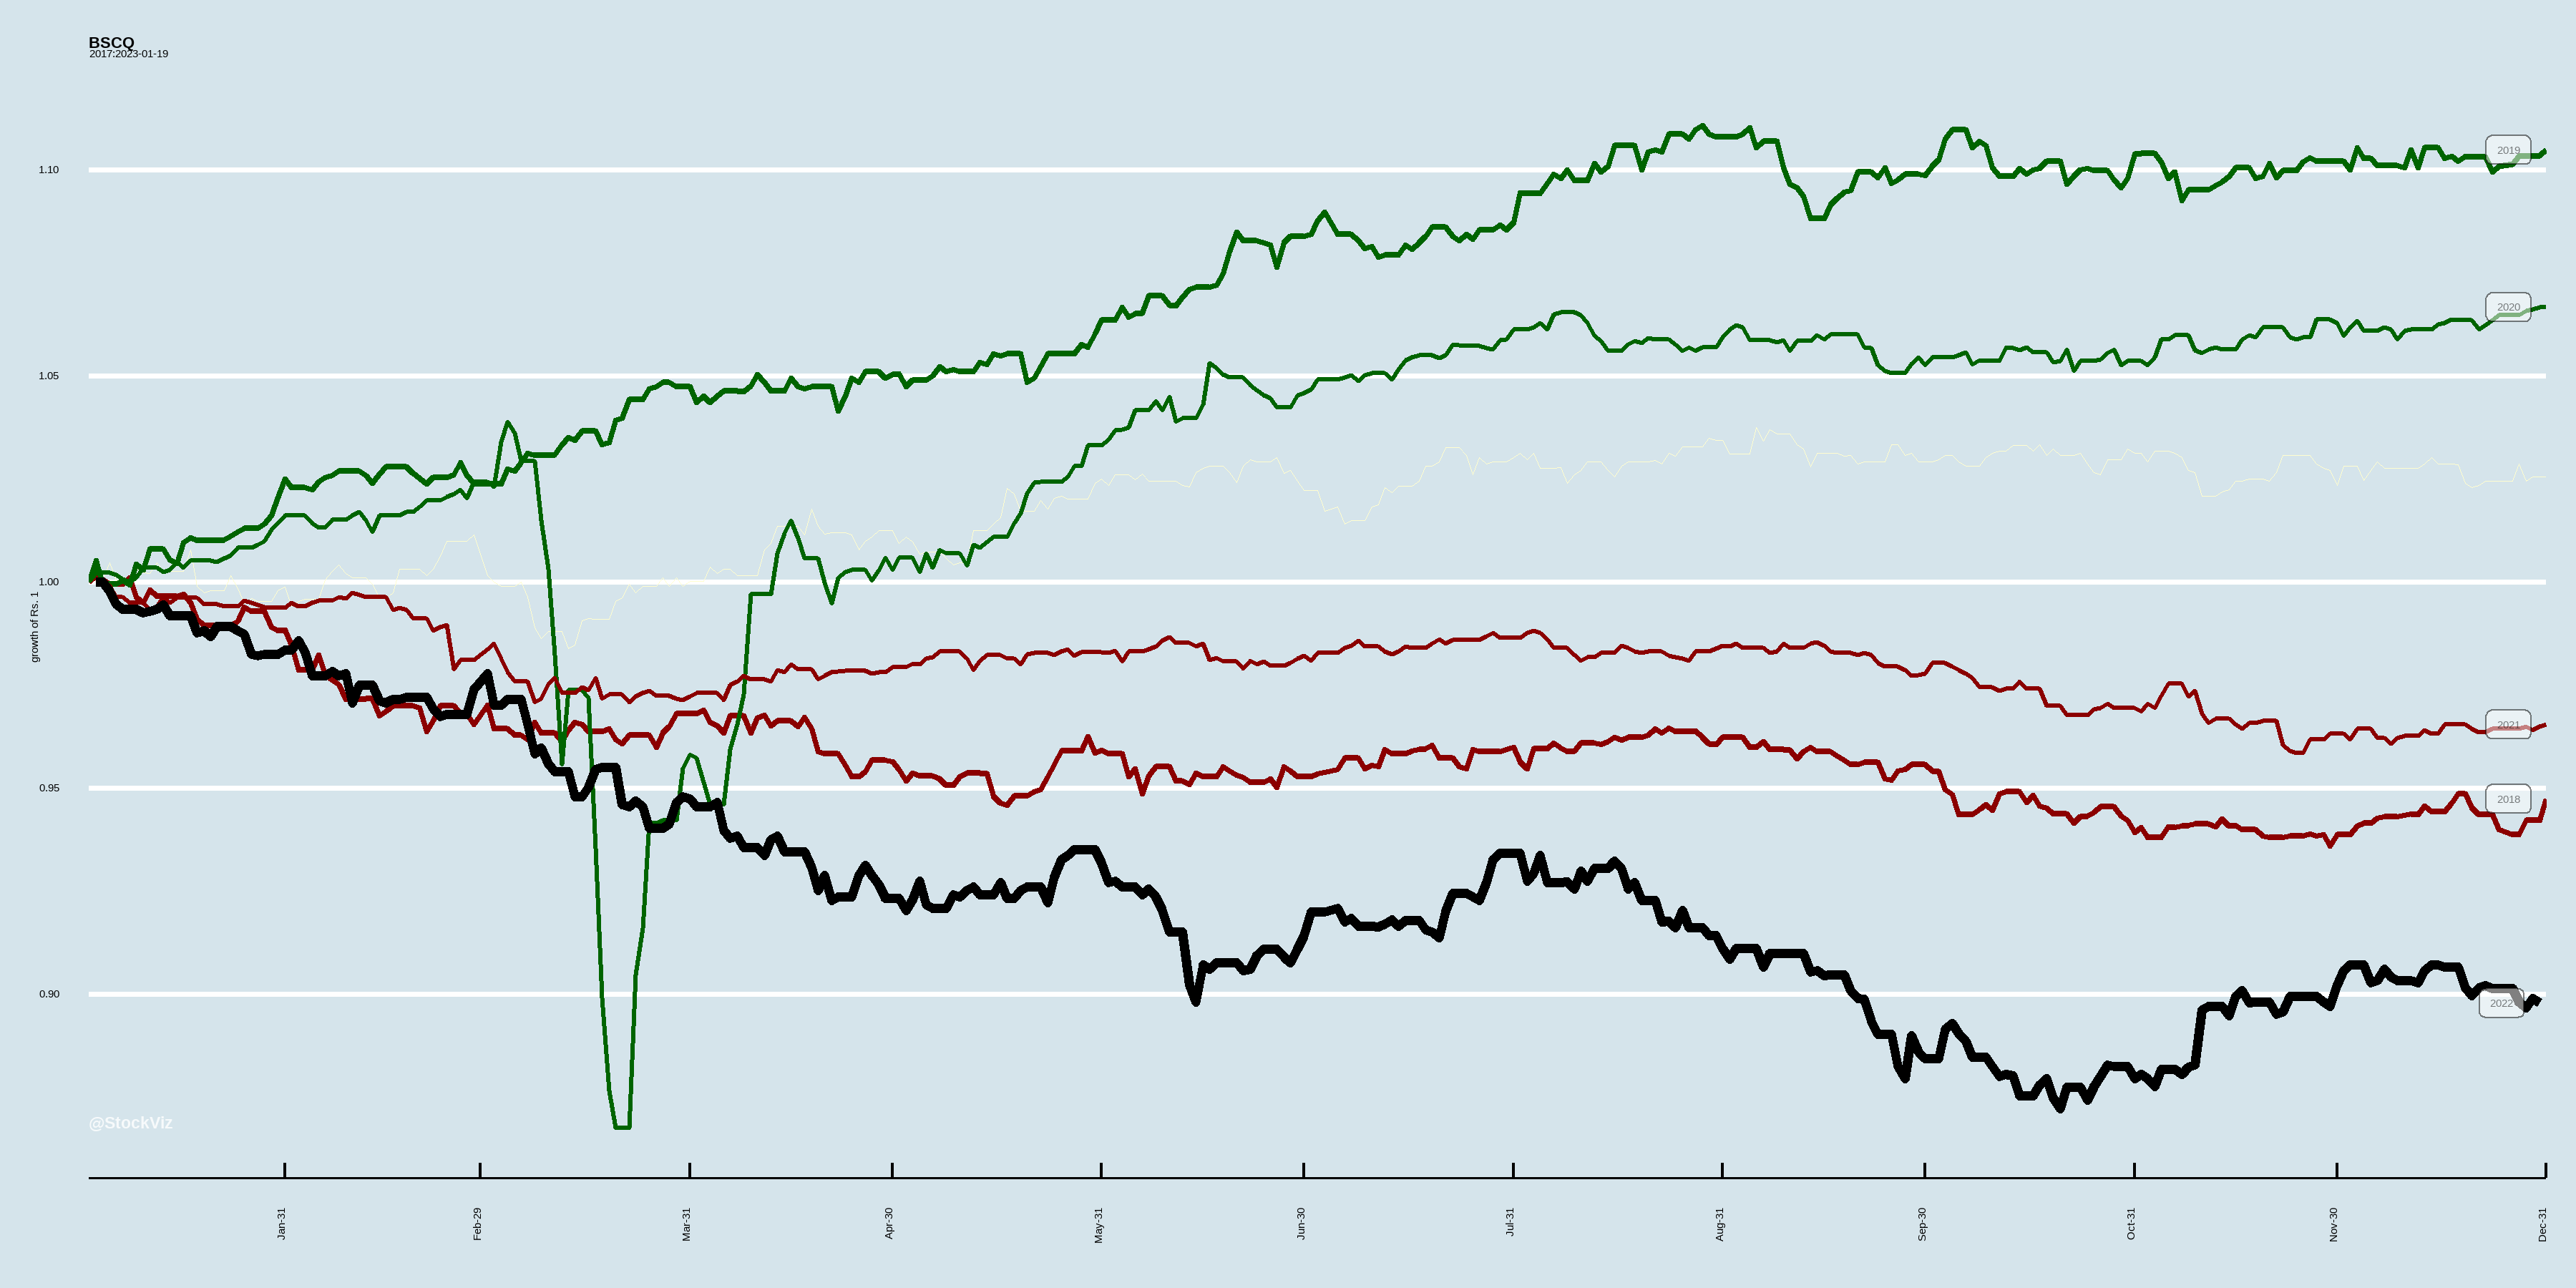 BSCQ
2017:2023-01-19
growth of Rs. 1
1.10
1.05
1.00
0.95
0.90
2019
2020
2021
2018
2022
@StockViz
Jan-31
Feb-29
Mar-31
Apr-30
May-31
Jun-30
Jul-31
Aug-31
Sep-30
Oct-31
Nov-30
Dec-31